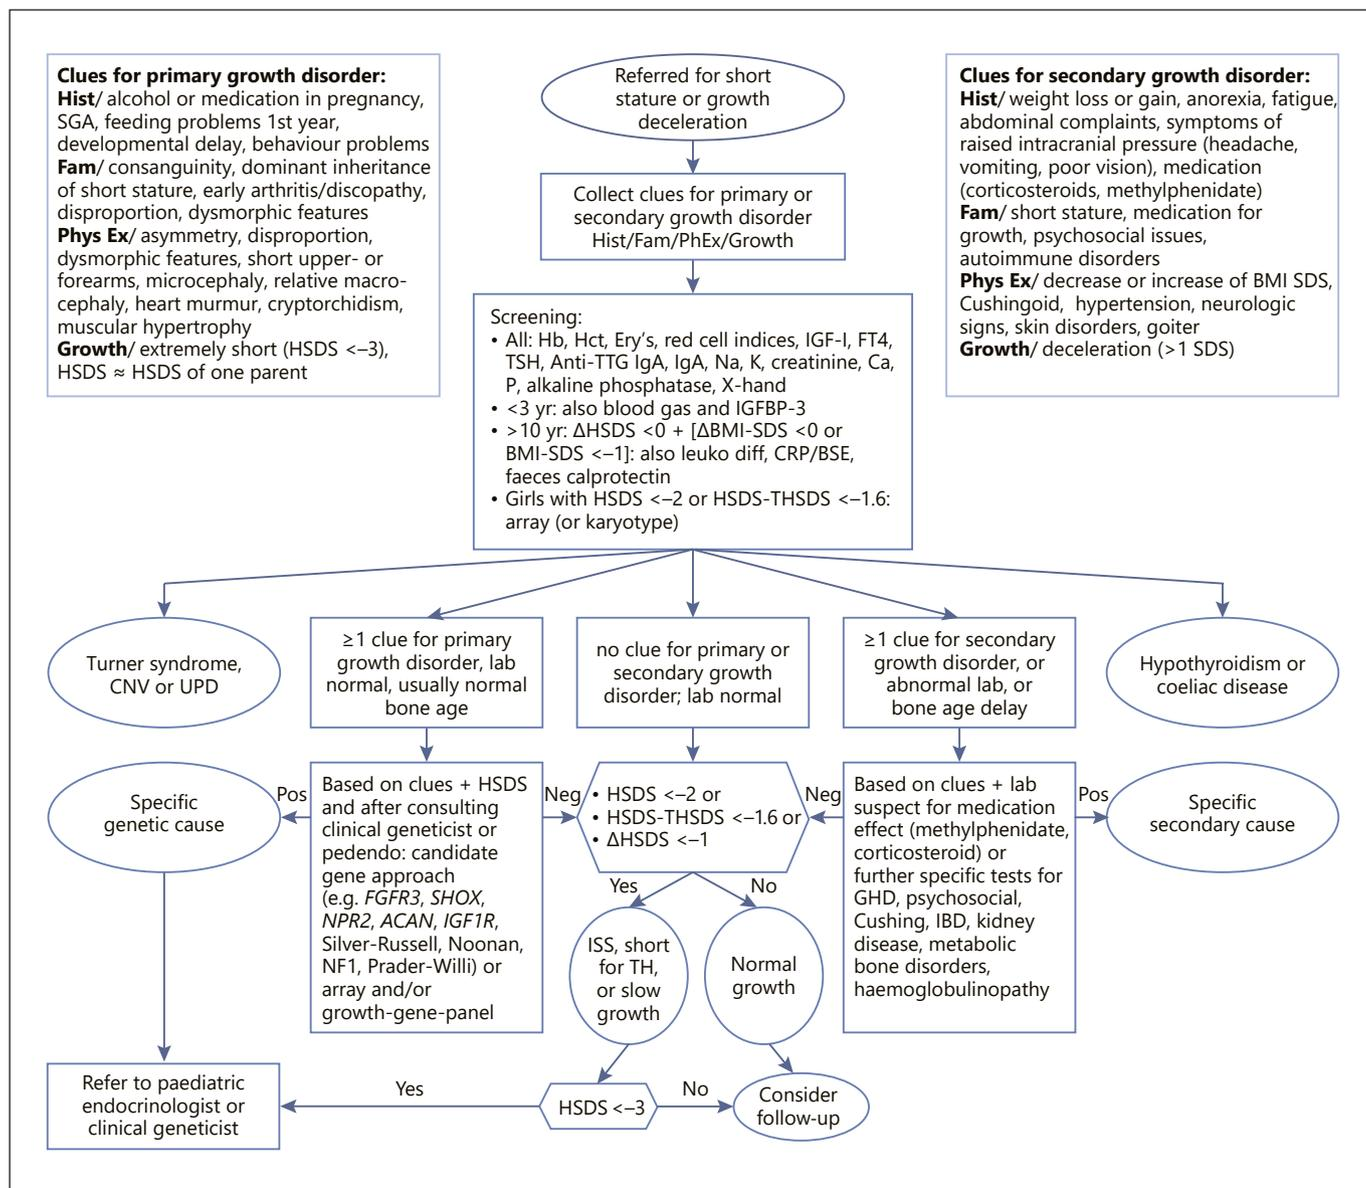 Clues for primary growth disorder:
Hist/ alcohol or medication in pregnancy,
SGA, feeding problems 1st year,
developmental delay, behaviour problems
Fam/ consanguinity, dominant inheritance
of short stature, early arthritis/discopathy,
disproportion, dysmorphic features
Phys Ex/ asymmetry, disproportion,
dysmorphic features, short upper- or
forearms, microcephaly, relative macro-
cephaly, heart murmur, cryptorchidism,
muscular hypertrophy
Growth/ extremely short (HSDS <–3),
HSDS ≈ HSDS of one parent
Referred for short
stature or growth
deceleration
Clues for secondary growth disorder:
Hist/ weight loss or gain, anorexia, fatigue,
abdominal complaints, symptoms of
raised intracranial pressure (headache,
vomiting, poor vision), medication
(corticosteroids, methylphenidate)
Fam/ short stature, medication for
growth, psychosocial issues,
autoimmune disorders
Phys Ex/ decrease or increase of BMI SDS,
Cushingoid, hypertension, neurologic
signs, skin disorders, goiter
Growth/ deceleration (>1 SDS)
Collect clues for primary or
secondary growth disorder
Hist/Fam/PhEx/Growth
Screening:
• All: Hb, Hct, Ery's, red cell indices, IGF-I, FT4,
TSH, Anti-TTG IgA, IgA, Na, K, creatinine, Ca,
P, alkaline phosphatase, X-hand
• <3 yr: also blood gas and IGFBP-3
• >10 yr: ΔHSDS <0 + [ΔBMI-SDS <0 or
BMI-SDS <–1]: also leuko diff, CRP/BSE,
faeces calprotectin
• Girls with HSDS <–2 or HSDS-THSDS <–1.6:
array (or karyotype)
Turner syndrome,
CNV or UPD
≥1 clue for primary
growth disorder, lab
normal, usually normal
bone age
no clue for primary or
secondary growth
disorder; lab normal
≥1 clue for secondary
growth disorder, or
abnormal lab, or
bone age delay
Hypothyroidism or
coeliac disease
Specific
genetic cause
Pos
Based on clues + HSDS
and after consulting
clinical geneticist or
pedendo: candidate
gene approach
(e.g. FGFR3, SHOX,
NPR2, ACAN, IGF1R,
Silver-Russell, Noonan,
NF1, Prader-Willi) or
array and/or
growth-gene-panel
Neg
• HSDS <–2 or
• HSDS-THSDS <–1.6 or
• ΔHSDS <–1
Neg
Based on clues + lab
suspect for medication
effect (methylphenidate,
corticosteroid) or
further specific tests for
GHD, psychosocial,
Cushing, IBD, kidney
disease, metabolic
bone disorders,
haemoglobulinopathy
Pos
Specific
secondary cause
Yes
No
ISS, short
for TH,
or slow
growth
Normal
growth
Refer to paediatric
endocrinologist or
clinical geneticist
Yes
HSDS <–3
No
Consider
follow-up